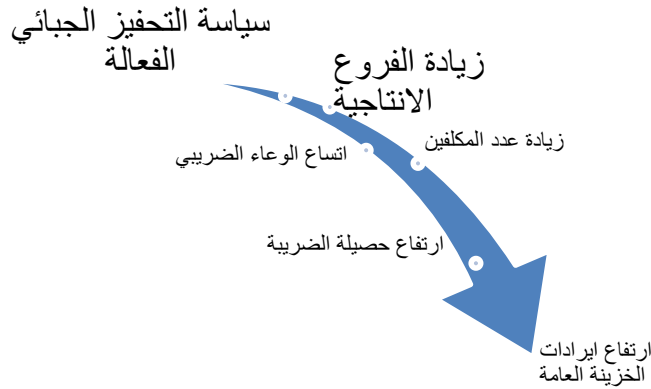 سياسة التحفيز الجبائي
الفعالة
زيادة الفروع
الانتاجية
زيادة عدد المكلفين
اتساع الوعاء الضريبي
ارتفاع حصيلة الضريبة
ارتفاع ايرادات
الخزينة العامة